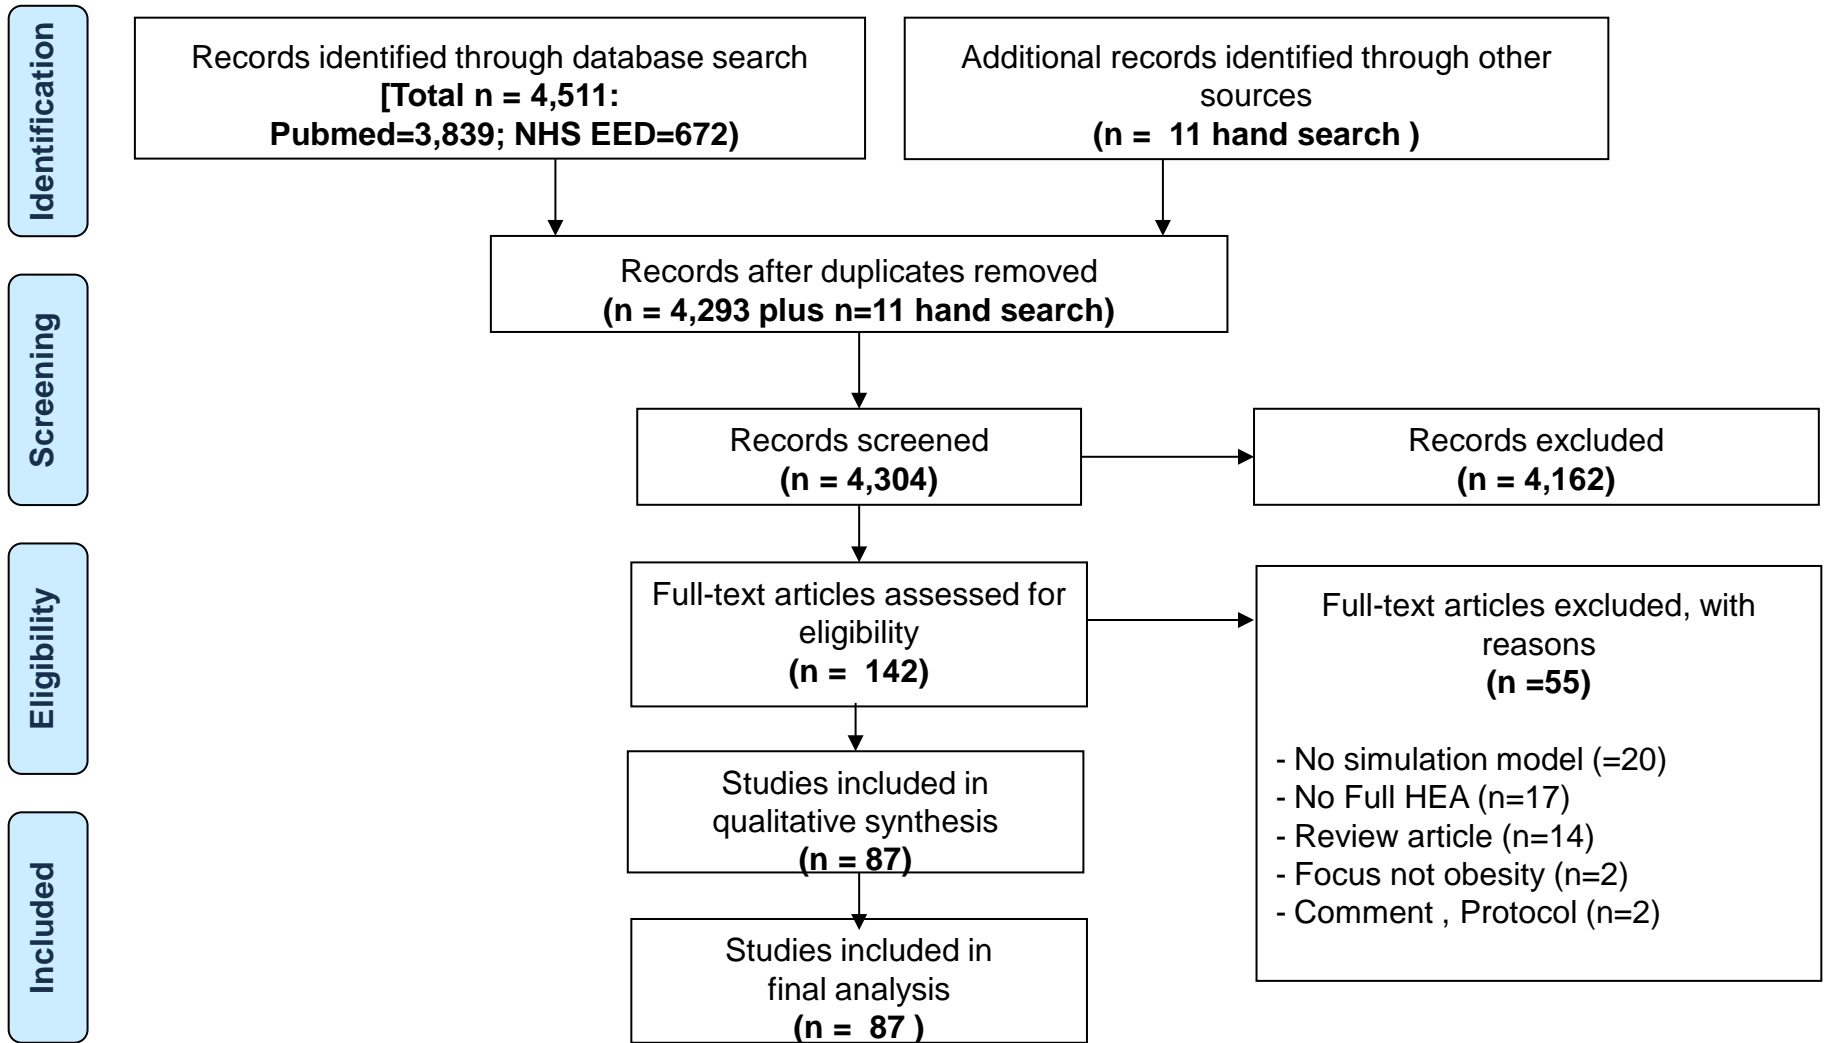 Identification
Records identified through database search
[Total n = 4,511:
Pubmed=3,839; NHS EED=672)
Additional records identified through other
sources
(n =  11 hand search )
Records after duplicates removed
(n = 4,293 plus n=11 hand search)
Screening
Records screened
(n = 4,304)
Records excluded
(n = 4,162)
Eligibility
Full-text articles assessed for
eligibility
(n =  142)
Full-text articles excluded, with
reasons
(n =55)
- No simulation model (=20)
- No Full HEA (n=17)
- Review article (n=14)
- Focus not obesity (n=2)
- Comment , Protocol (n=2)
Studies included in
qualitative synthesis
(n = 87)
Included
Studies included in
final analysis
(n =  87 )